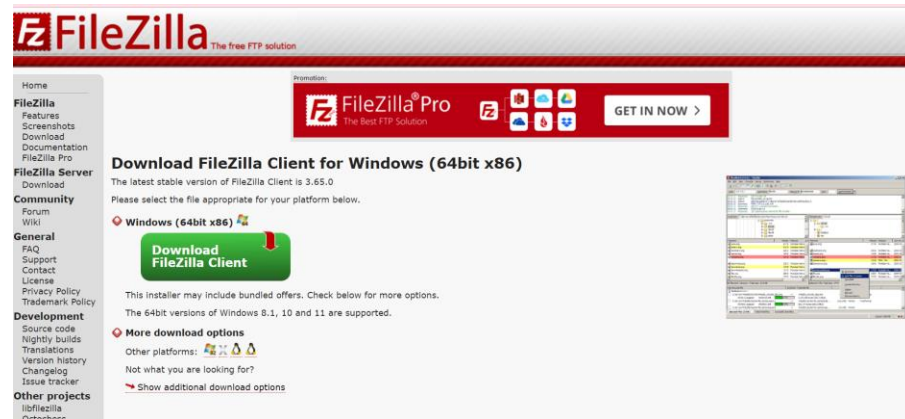 FileZilla The free FTP solution
Promotion:
FileZilla® Pro
The Best FTP Solution
GET IN NOW >
Home
FileZilla
Features
Screenshots
Download
Documentation
FileZilla Pro
FileZilla Server
Download
Community
Forum
Wiki
General
FAQ
Support
Contact
License
Privacy Policy
Trademark Policy
Development
Source code
Nightly builds
Translations
Version history
Changelog
Issue tracker
Other projects
libfilezilla
Octochess
Download FileZilla Client for Windows (64bit x86)
The latest stable version of FileZilla Client is 3.65.0
Please select the file appropriate for your platform below.
Windows (64bit x86)
Download
FileZilla Client
This installer may include bundled offers. Check below for more options.
The 64bit versions of Windows 8.1, 10 and 11 are supported.
More download options
Other platforms:
Not what you are looking for?
Show additional download options